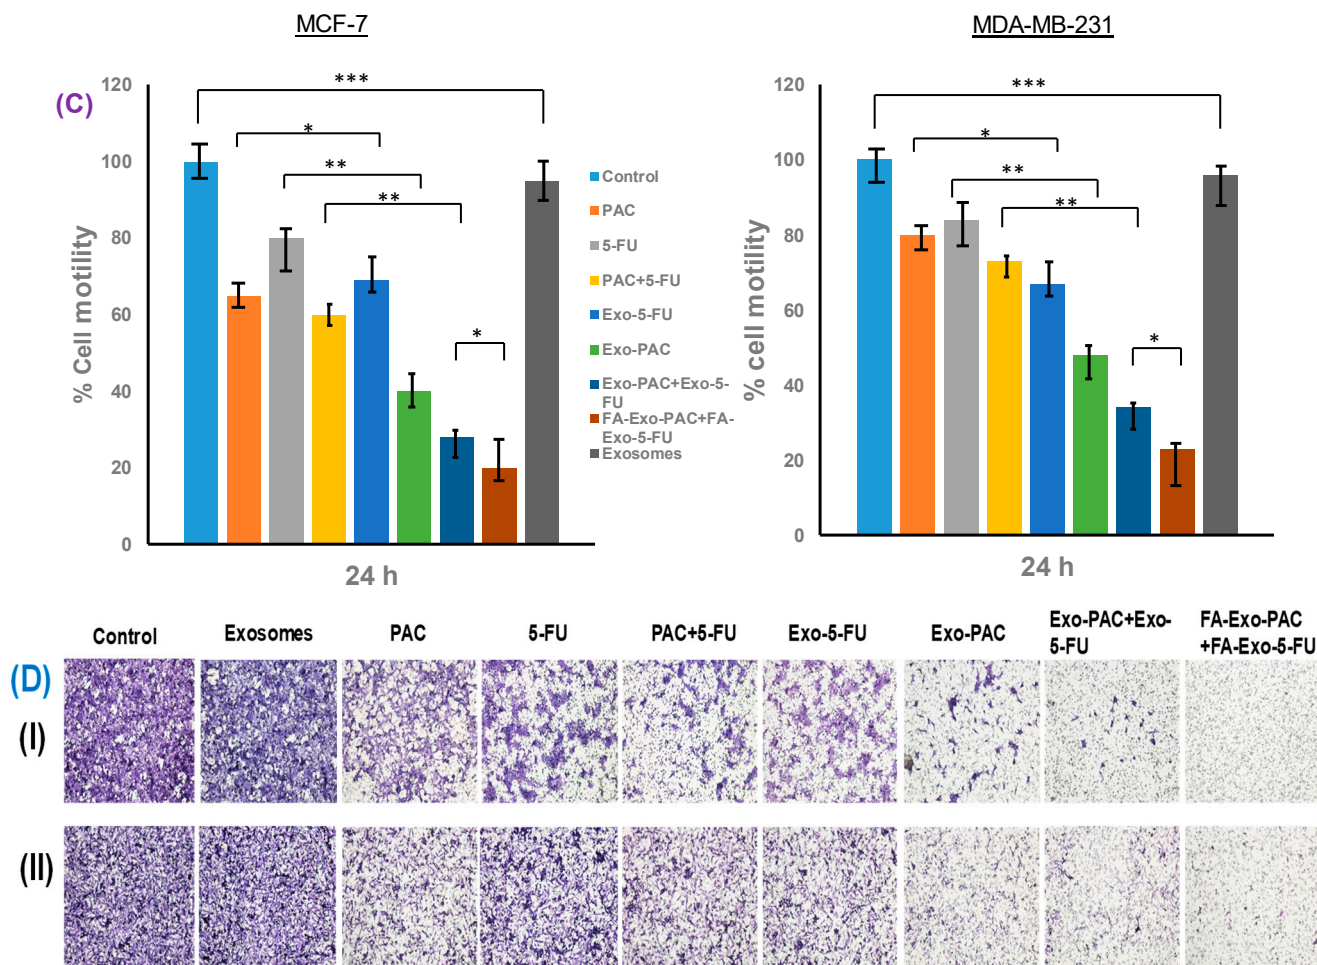 MCF-7
MDA-MB-231
(C)
% Cell motility
120
100
80
60
40
20
0
***
*
**
**
*
24 h
Control
PAC
5-FU
PAC+5-FU
Exo-5-FU
Exo-PAC
Exo-PAC+Exo-5-
FU
FA-Exo-PAC+FA-
Exo-5-FU
Exosomes
% cell motility
120
100
80
60
40
20
0
***
*
**
**
*
24 h
Control
Exosomes
PAC
5-FU
PAC+5-FU
Exo-5-FU
Exo-PAC
Exo-PAC+Exo-
5-FU
FA-Exo-PAC
+FA-Exo-5-FU
(D)
(I)
(II)